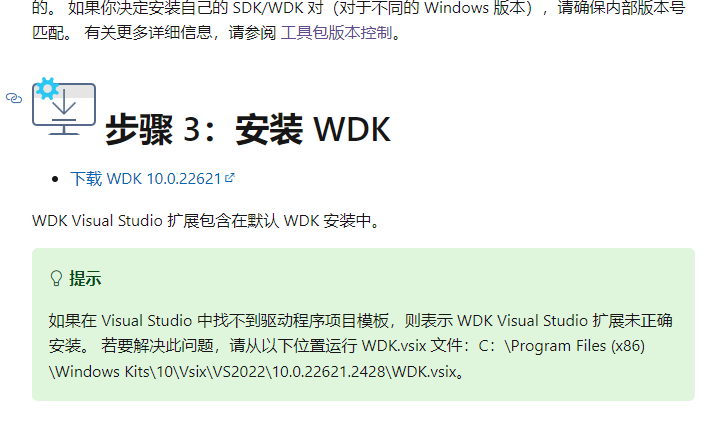 的。 如果你决定安装自己的 SDK/WDK 对（对于不同的 Windows 版本），请确保内部版本号
匹配。 有关更多详细信息，请参阅 工具包版本控制。
步骤 3：安装 WDK
• 下载 WDK 10.0.22621
WDK Visual Studio 扩展包含在默认 WDK 安装中。
提示
如果在 Visual Studio 中找不到驱动程序项目模板，则表示 WDK Visual Studio 扩展未正确
安装。 若要解决此问题，请从以下位置运行 WDK.vsix 文件：C：\Program Files (x86)
\Windows Kits\10\Vsix\VS2022\10.0.22621.2428\WDK.vsix。